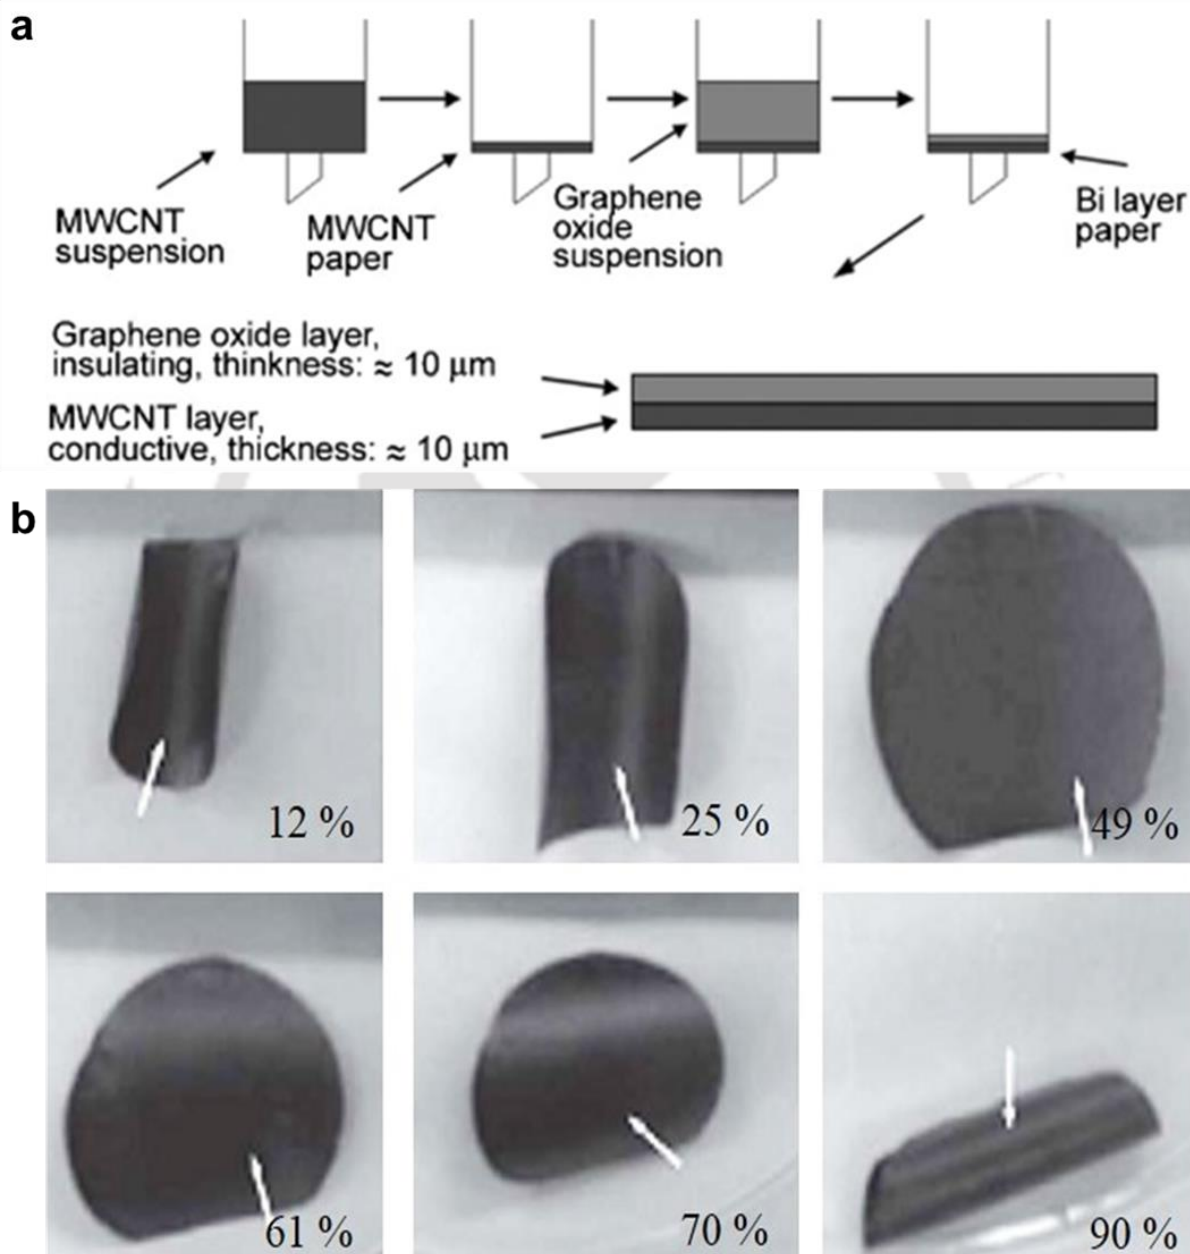 a
MWCNT
suspension
MWCNT
paper
Graphene
oxide
suspension
Bi layer
paper
Graphene oxide layer,
insulating, thinkness: ≈ 10 μm
MWCNT layer,
conductive, thickness: ≈ 10 μm
b
12 %
25 %
49 %
61 %
70 %
90 %